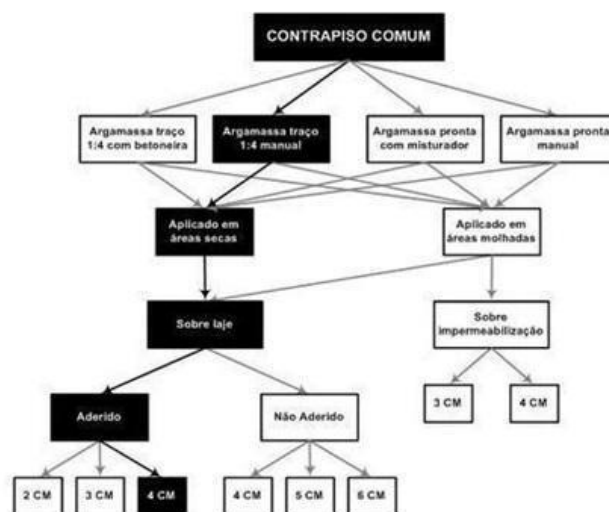 CONTRAPISO COMUM
Argamassa traço
1:4 com betoneira
Argamassa traço
1:4 manual
Argamassa pronta
com misturador
Argamassa pronta
manual
Aplicado em
áreas secas
Aplicado em
áreas molhadas
Sobre laje
Sobre
impermeabilização
3 CM
4 CM
Aderido
Não Aderido
2 CM
3 CM
4 CM
4 CM
5 CM
6 CM